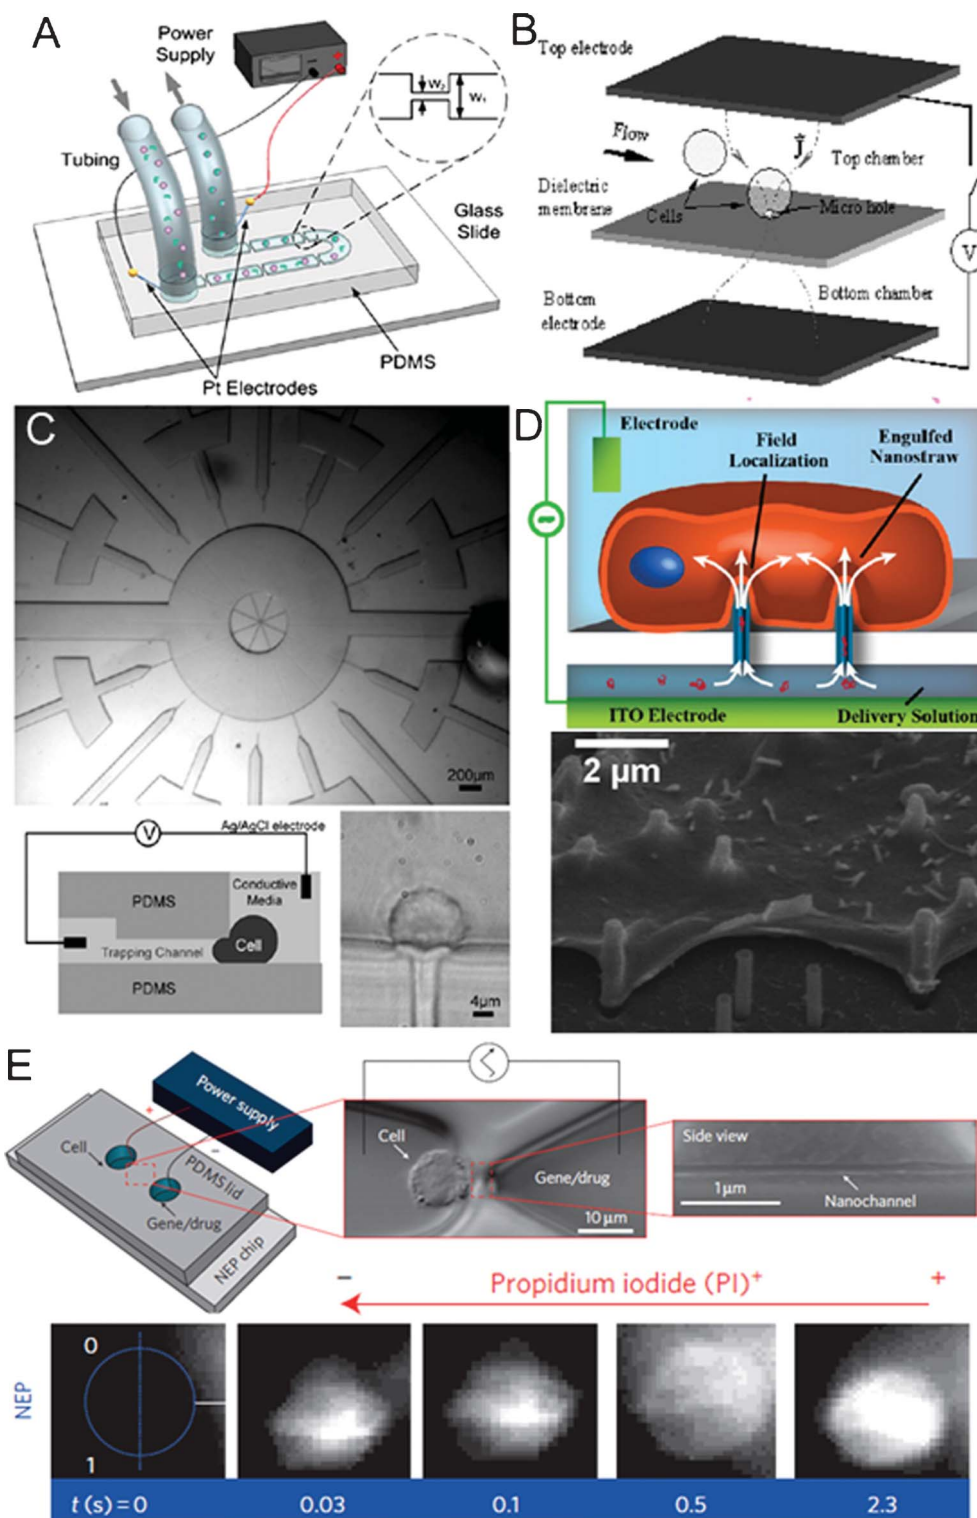 A
Power
Supply
- +
W₂
W₁
Tubing
Glass
Slide
PDMS
Pt Electrodes
B
Top electrode
Flow
J
Top chamber
Dielectric
membrane
Cells
Micro hole
V
Bottom
electrode
Bottom chamber
C
200µm
V
Ag/AgCl electrode
PDMS
Conductive
Media
Trapping Channel
Cell
PDMS
4µm
D
Electrode
Field
Localization
Engulfed
Nanostraw
ITO Electrode
Delivery Solution
2 µm
E
Power supply
+
-
Cell
PDMS lid
Gene/drug
NEP chip
Cell
Gene/drug
10 µm
Side view
1µm
Nanochannel
− Propidium iodide (PI)⁺ +
NEP
0
1
t (s) = 0 0.03 0.1 0.5 2.3